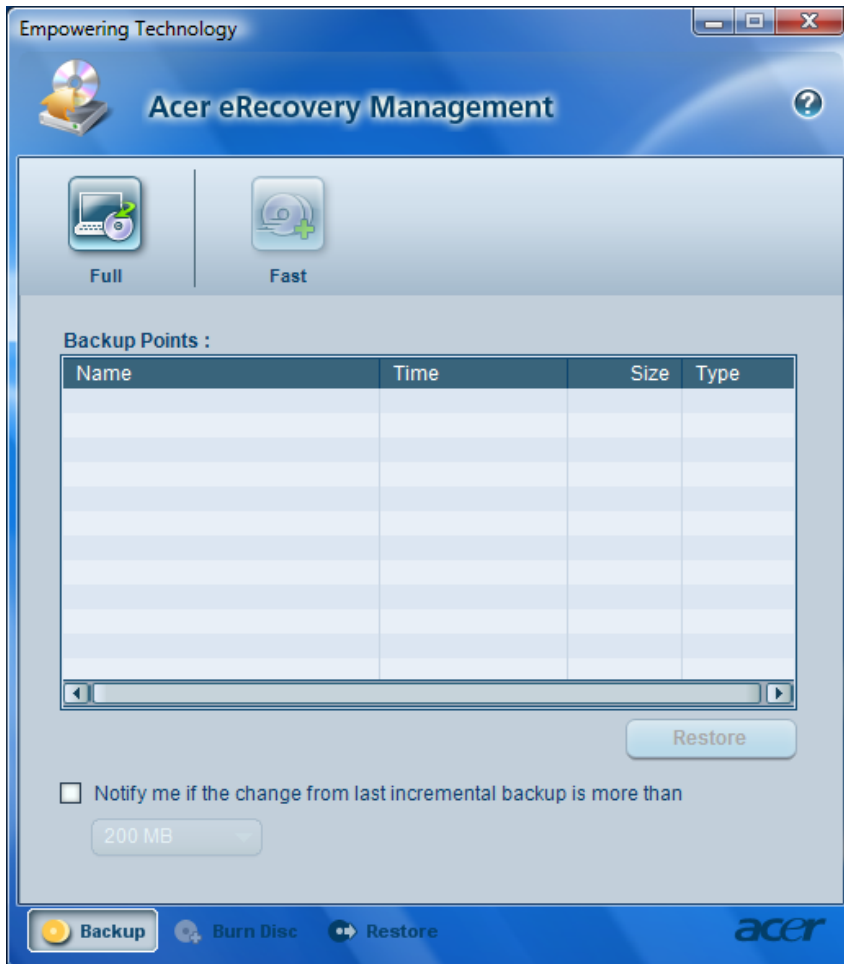 Empowering Technology
Acer eRecovery Management
?
Full Fast
Backup Points :
Name Time Size Type
Restore
Notify me if the change from last incremental backup is more than
200 MB
Backup Burn Disc Restore acer